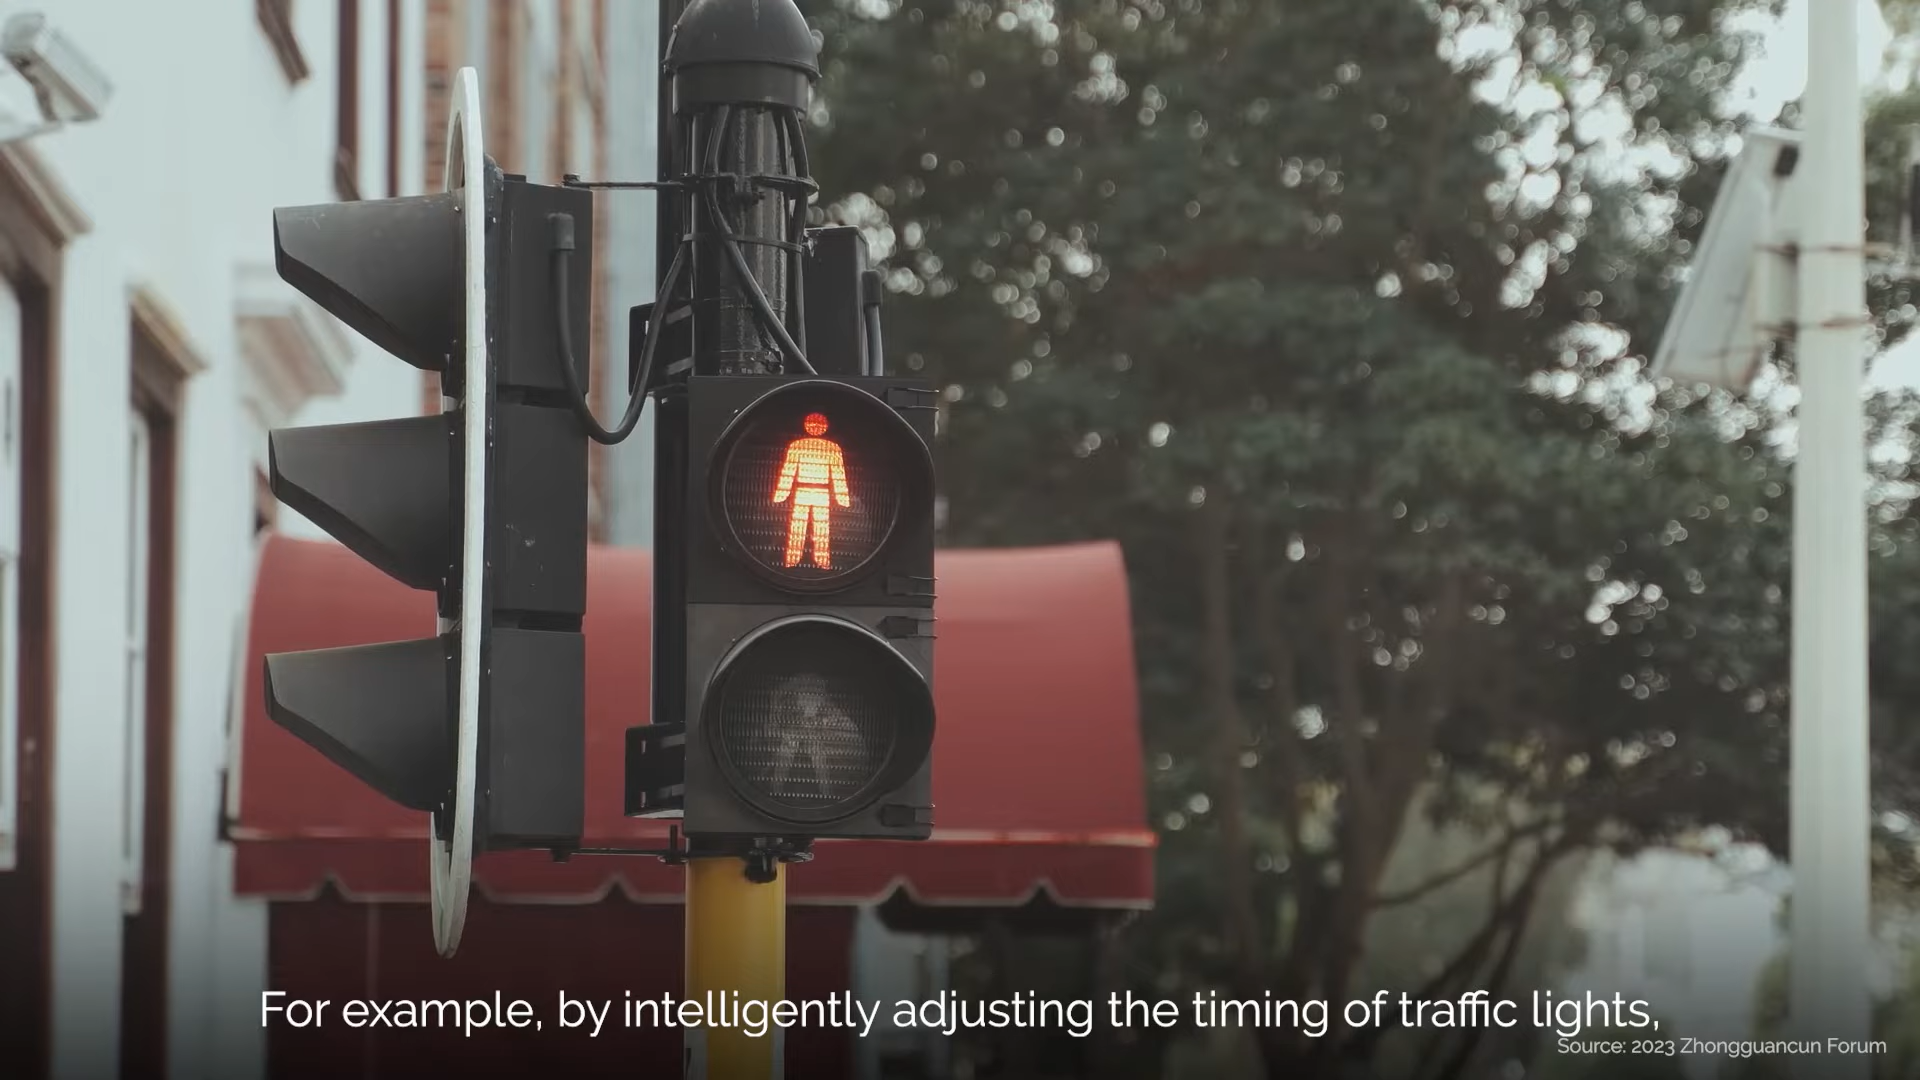 For example, by intelligently adjusting the timing of traffic lights,
Source: 2023 Zhongguancun Forum